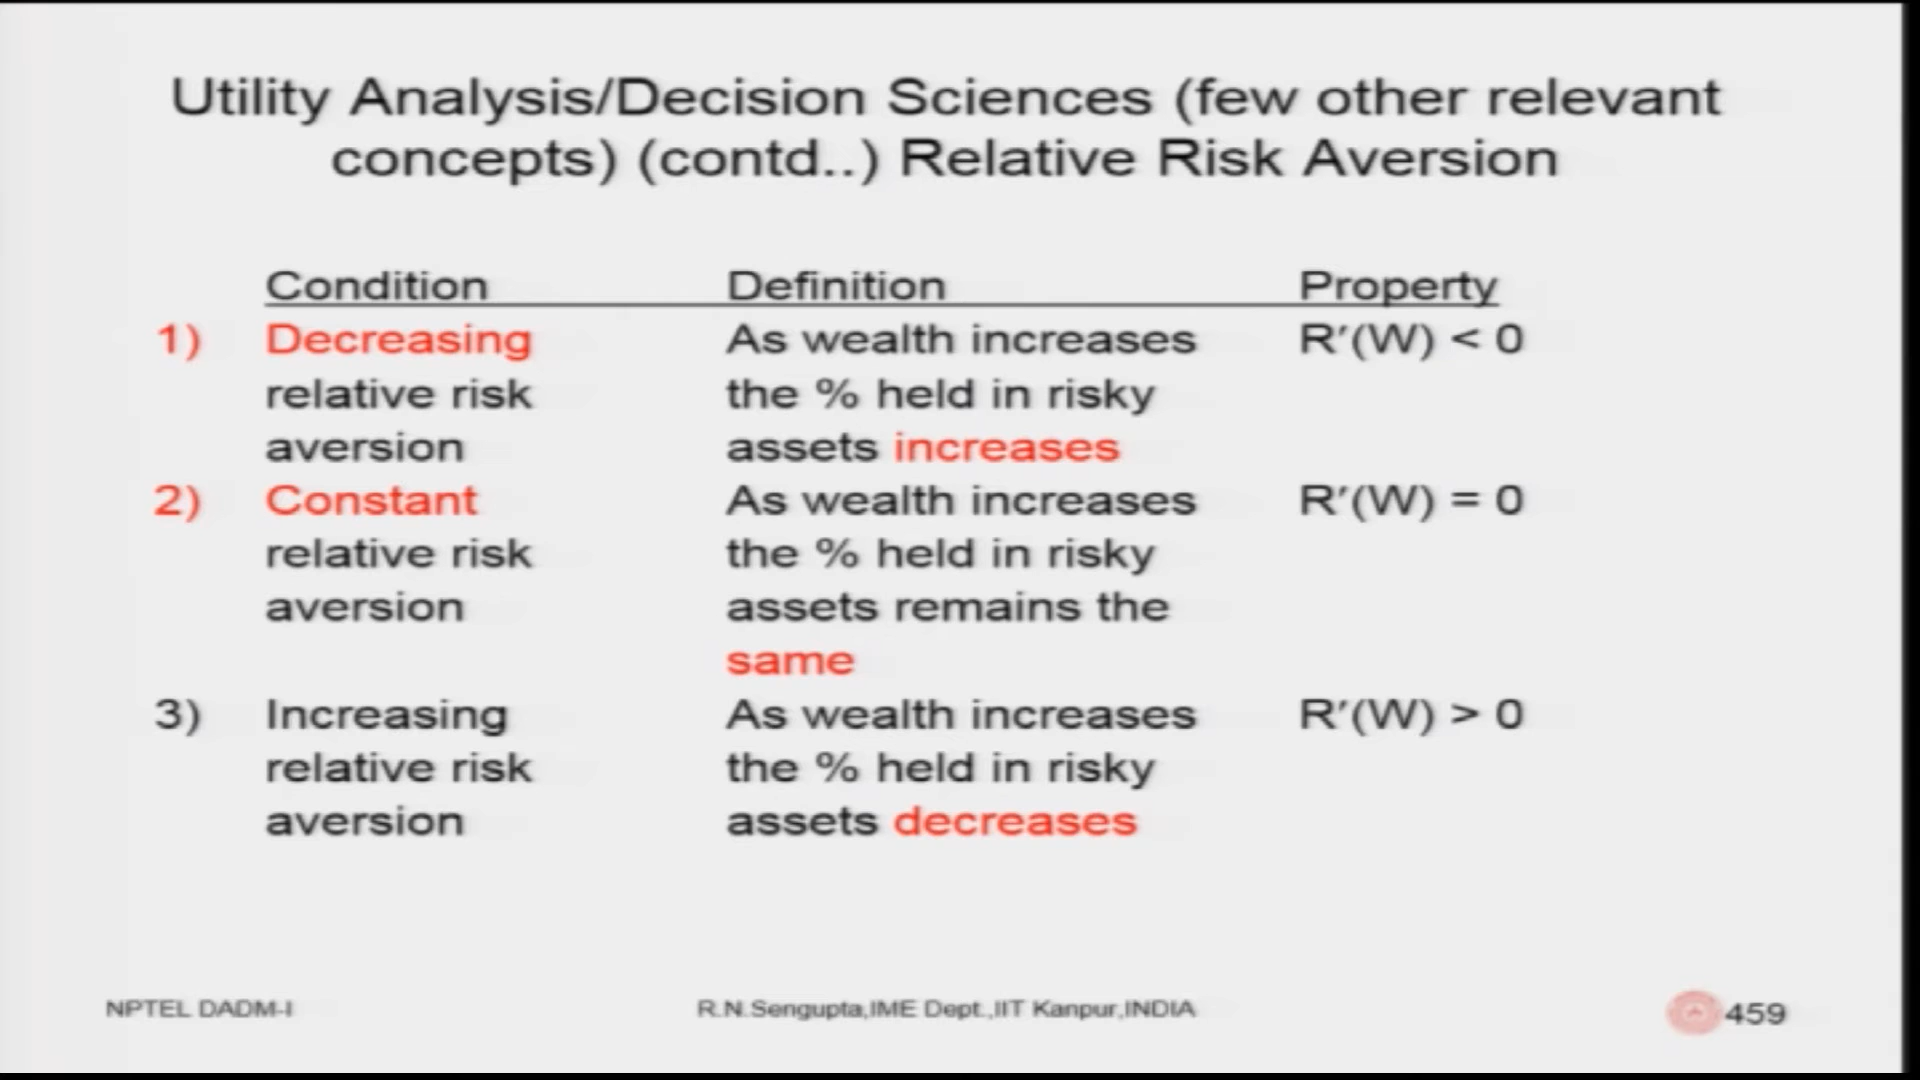 Utility Analysis/Decision Sciences (few other relevant
concepts) (contd..) Relative Risk Aversion
Condition Definition Property
1) Decreasing As wealth increases R′(W) < 0
relative risk the % held in risky
aversion assets increases
2) Constant As wealth increases R′(W) = 0
relative risk the % held in risky
aversion assets remains the
same
3) Increasing As wealth increases R′(W) > 0
relative risk the % held in risky
aversion assets decreases
NPTEL DADM-I R.N.Sengupta,IME Dept.,IIT Kanpur,INDIA 459